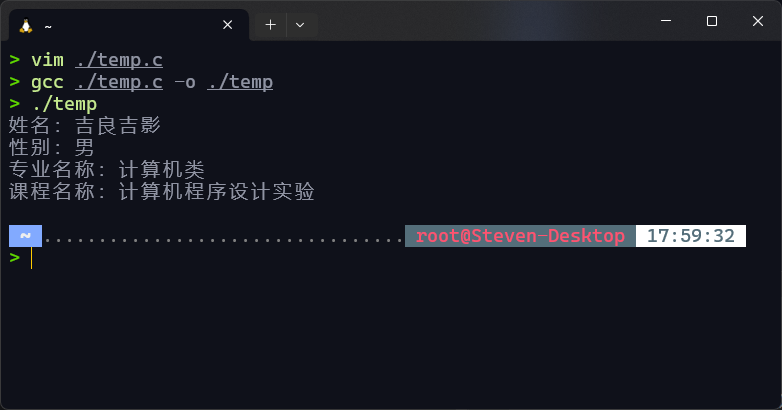 ~
> vim ./temp.c
> gcc ./temp.c -o ./temp
> ./temp
姓名: 吉良吉影
性别: 男
专业名称: 计算机类
课程名称: 计算机程序设计实验
~ ................................. root@Steven-Desktop 17:59:32
>